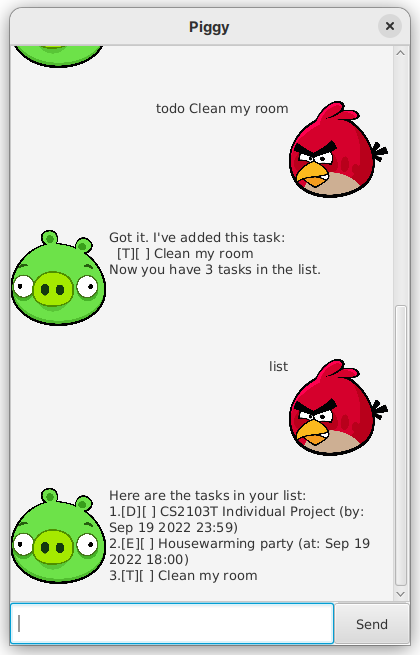 Piggy
todo Clean my room
Got it. I've added this task:
[T][ ] Clean my room
Now you have 3 tasks in the list.
list
Here are the tasks in your list:
1.[D][ ] CS2103T Individual Project (by:
Sep 19 2022 23:59)
2.[E][ ] Housewarming party (at: Sep 19
2022 18:00)
3.[T][ ] Clean my room
Send